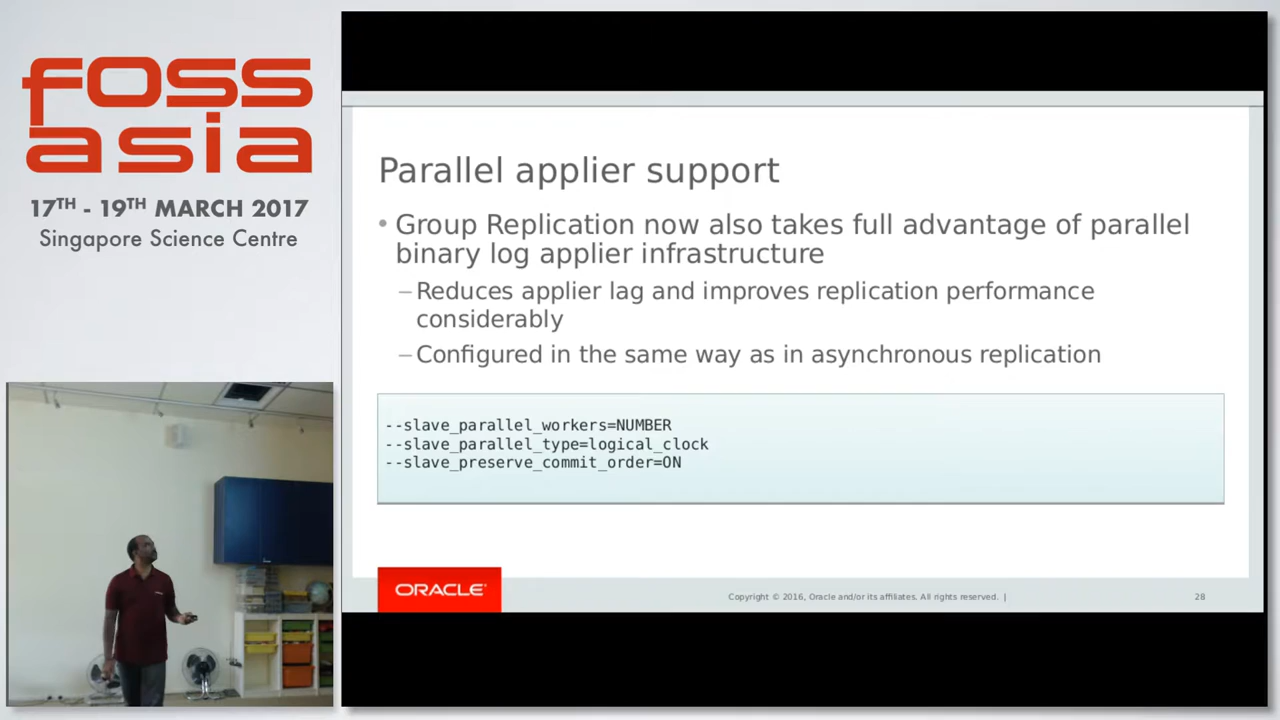 foss
asia
17TH - 19TH MARCH 2017
Singapore Science Centre
Parallel applier support
• Group Replication now also takes full advantage of parallel
binary log applier infrastructure
–Reduces applier lag and improves replication performance
considerably
–Configured in the same way as in asynchronous replication
--slave_parallel_workers=NUMBER
--slave_parallel_type=logical_clock
--slave_preserve_commit_order=ON
ORACLE
Copyright © 2016, Oracle and/or its affiliates. All rights reserved. |
28